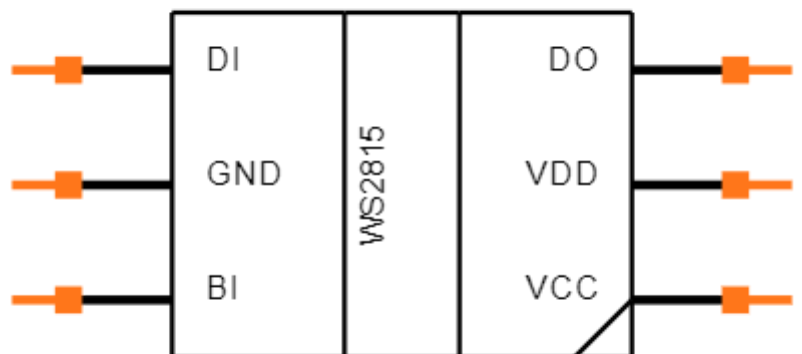 DI
DO
GND
WS2815
VDD
BI
VCC